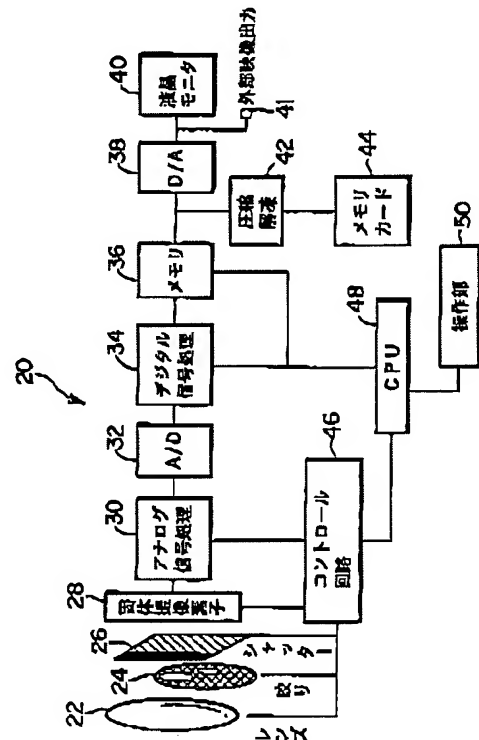 20
22
レンズ
24
絞り
26
シャッター
28
固体撮像素子
30
アナログ
信号処理
32
A/D
34
デジタル
信号処理
36
メモリ
38
D/A
40
液晶
モニタ
41
外部映像出力
42
圧縮
解凍
44
メモリ
カード
46
コントロール
回路
48
CPU
50
操作部